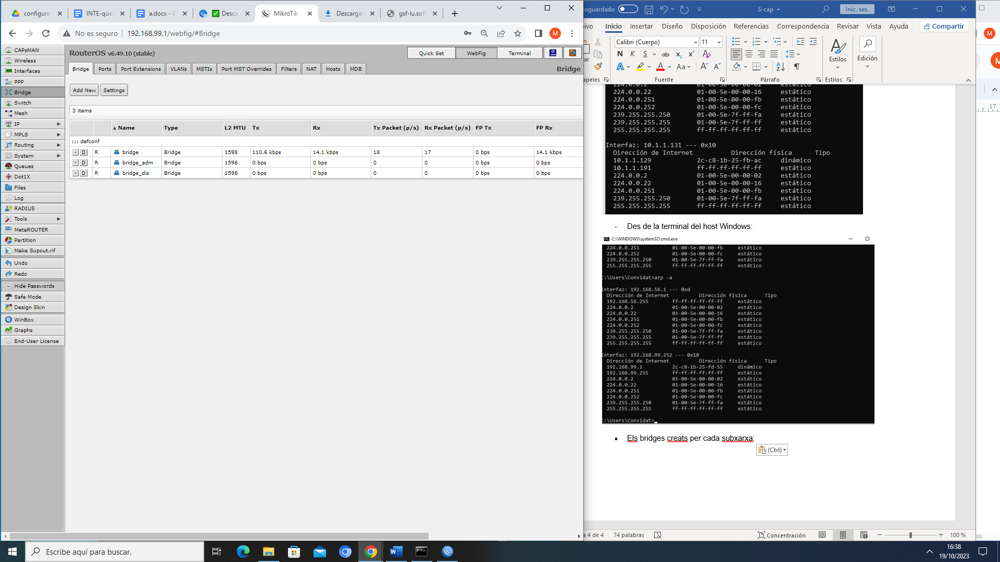 configura
INTE-qües
a.docx - D
Desca
MikroTik
Descarga
gsf-lu.soft
No es seguro
192.168.99.1/webfig/#Bridge
M
CAPsMAN
Wireless
Interfaces
PPP
Bridge
Switch
Mesh
IP
MPLS
Routing
System
Queues
Dot1X
Files
Log
RADIUS
Tools
MetaROUTER
Partition
Make Supout.rif
Undo
Redo
Hide Passwords
Safe Mode
Design Skin
WinBox
Graphs
End-User License
RouterOS v6.49.10 (stable)
Quick Set WebFig Terminal
Bridge Ports Port Extensions VLANs MSTIs Port MST Overrides Filters NAT Hosts MDB
Bridge
Add New Settings
3 items
Name Type L2 MTU Tx Rx Tx Packet (p/s) Rx Packet (p/s) FP Tx FP Rx
;;; defconf
- D R bridge Bridge 1598 110.6 kbps 14.1 kbps 18 17 0 bps 14.1 kbps
- D R bridge_adm Bridge 1598 0 bps 0 bps 0 0 0 bps 0 bps
- D R bridge_dis Bridge 1598 0 bps 0 bps 0 0 0 bps 0 bps
toguardado S-cap Inic. ses.
ivo Inicio Insertar Diseño Disposición Referencias Correspondencia Revisar Vista Ayuda Compartir
Calibri (Cuerpo) 11
N K S ab x2 x2
A A Aa A A
Estilos
Edición
apeles Fuente Párrafo Estilos
17
224.0.0.2 01-00-5e-00-00-02 estático
224.0.0.22 01-00-5e-00-00-16 estático
224.0.0.251 01-00-5e-00-00-fb estático
224.0.0.252 01-00-5e-00-00-fc estático
239.255.255.250 01-00-5e-7f-ff-fa estático
239.255.255.255 ff-ff-ff-ff-ff-ff estático
255.255.255.255 ff-ff-ff-ff-ff-ff estático
Interfaz: 10.1.1.131 --- 0x10
Dirección de Internet Dirección física Tipo
10.1.1.129 2c-c8-1b-25-fb-ac dinámico
10.1.1.191 ff-ff-ff-ff-ff-ff estático
224.0.0.2 01-00-5e-00-00-02 estático
224.0.0.22 01-00-5e-00-00-16 estático
224.0.0.251 01-00-5e-00-00-fb estático
239.255.255.250 01-00-5e-7f-ff-fa estático
255.255.255.255 ff-ff-ff-ff-ff-ff estático
- Des de la terminal del host Windows:
C:\WINDOWS\system32\cmd.exe
224.0.0.251 01-00-5e-00-00-fb estático
224.0.0.252 01-00-5e-00-00-fc estático
239.255.255.250 01-00-5e-7f-ff-fa estático
255.255.255.255 ff-ff-ff-ff-ff-ff estático
C:\Users\Convidat>arp -a
Interfaz: 192.168.56.1 --- 0xd
Dirección de Internet Dirección física Tipo
192.168.56.255 ff-ff-ff-ff-ff-ff estático
224.0.0.2 01-00-5e-00-00-02 estático
224.0.0.22 01-00-5e-00-00-16 estático
224.0.0.251 01-00-5e-00-00-fb estático
224.0.0.252 01-00-5e-00-00-fc estático
239.255.255.250 01-00-5e-7f-ff-fa estático
239.255.255.255 01-00-5e-7f-ff-ff estático
255.255.255.255 ff-ff-ff-ff-ff-ff estático
Interfaz: 192.168.99.252 --- 0x10
Dirección de Internet Dirección física Tipo
192.168.99.1 2c-c8-1b-25-fd-55 dinámico
192.168.99.255 ff-ff-ff-ff-ff-ff estático
224.0.0.2 01-00-5e-00-00-02 estático
224.0.0.22 01-00-5e-00-00-16 estático
224.0.0.251 01-00-5e-00-00-fb estático
224.0.0.252 01-00-5e-00-00-fc estático
239.255.255.250 01-00-5e-7f-ff-fa estático
255.255.255.255 ff-ff-ff-ff-ff-ff estático
C:\Users\Convidat>
• Els bridges creats per cada subxarxa:
(Ctrl)
a 4 de 4 74 palabras Concentración 100 %
Escribe aquí para buscar.
16:38
19/10/2023